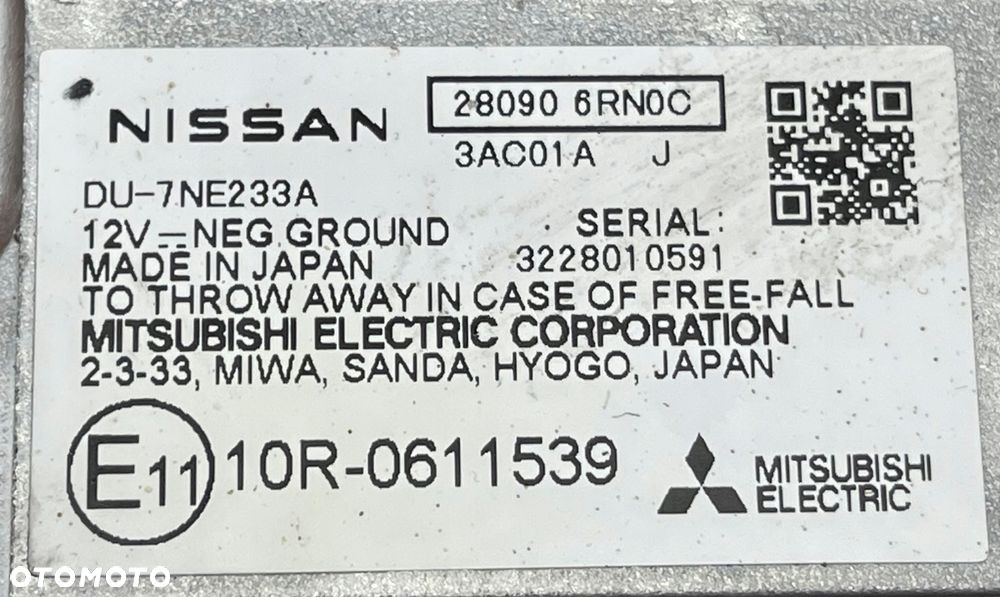 NISSAN
28090 6RN0C
3AC01A J
DU-7NE233A
12V⎓NEG.GROUND
SERIAL:
MADE IN JAPAN
3228010591
TO THROW AWAY IN CASE OF FREE-FALL
MITSUBISHI ELECTRIC CORPORATION
2-3-33, MIWA, SANDA, HYOGO, JAPAN
E11 10R-0611539
MITSUBISHI
ELECTRIC
OTOMOTO